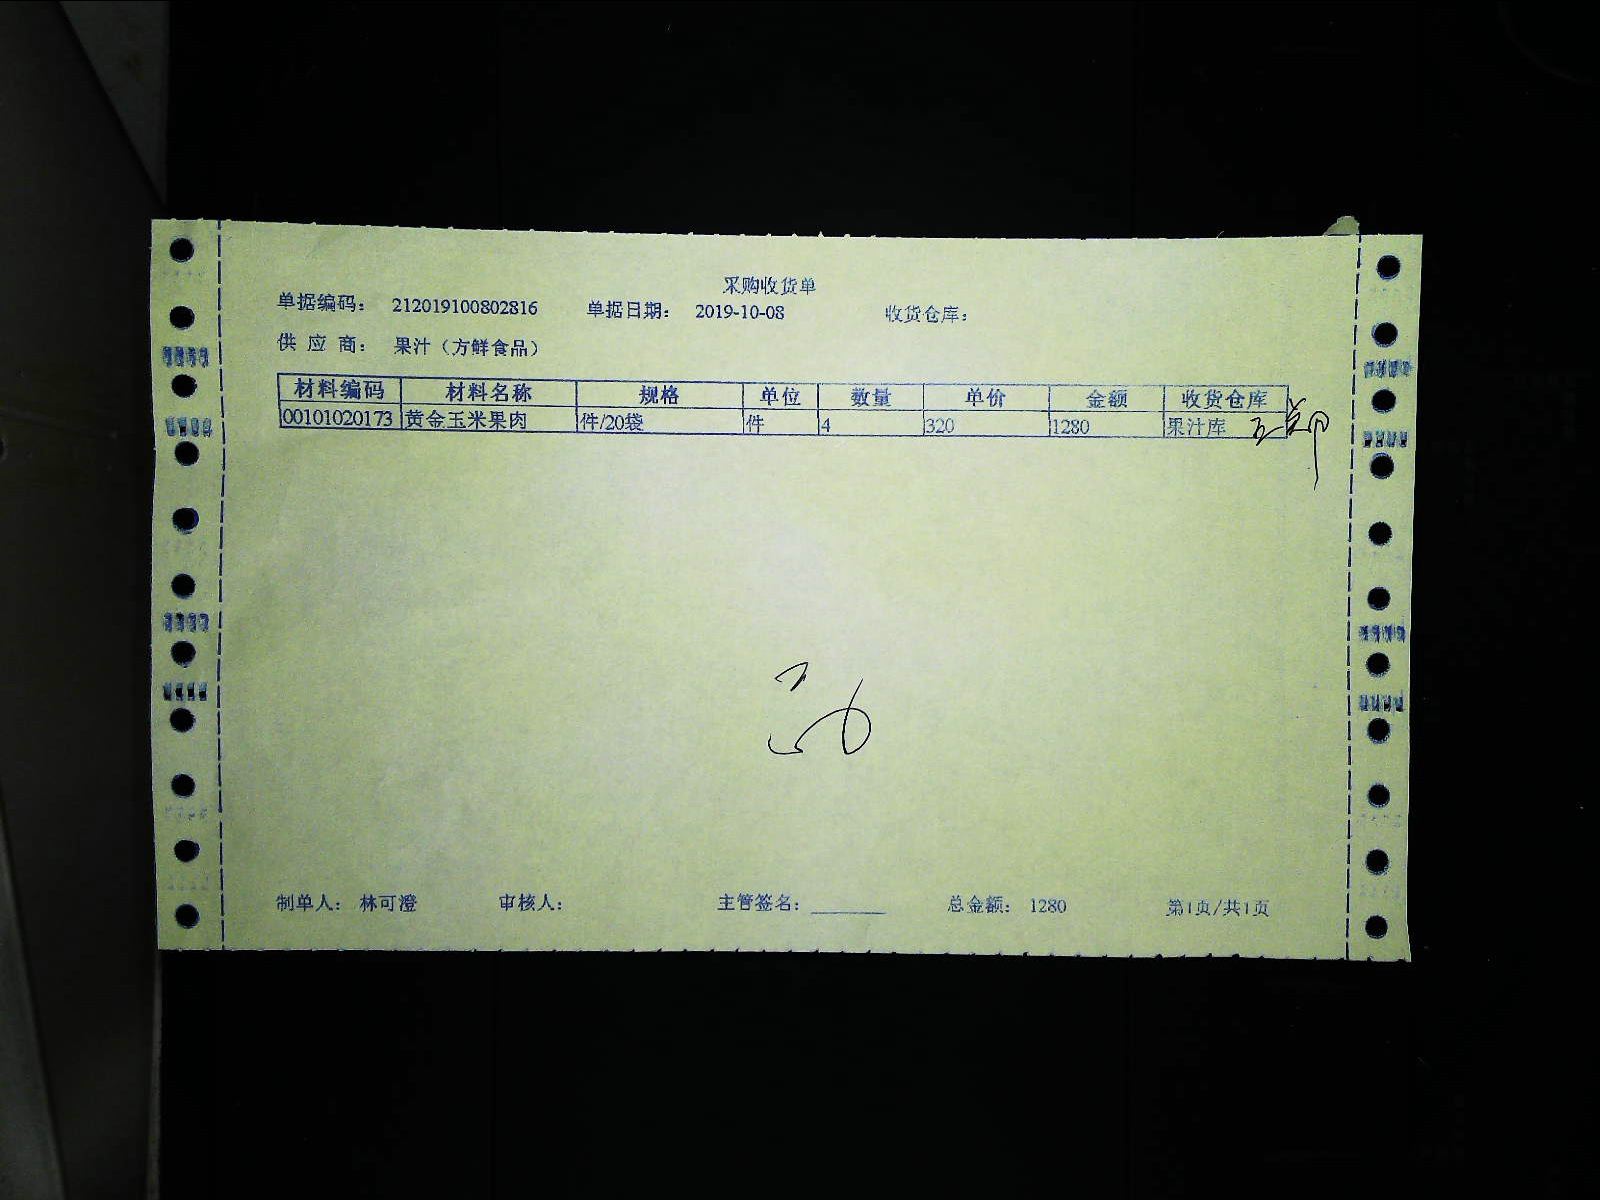 采购收货单
单据编码： 212019100802816 单据日期： 2019-10-08 收货仓库：
供 应 商： 果汁（方鲜食品）
材料编码 材料名称 规格 单位 数量 单价 金额 收货仓库
00101020173 黄金玉米果肉 件/20袋 件 4 320 1280 果汁库
制单人： 林可澄 审核人： 主管签名： 总金额： 1280 第1页/共1页